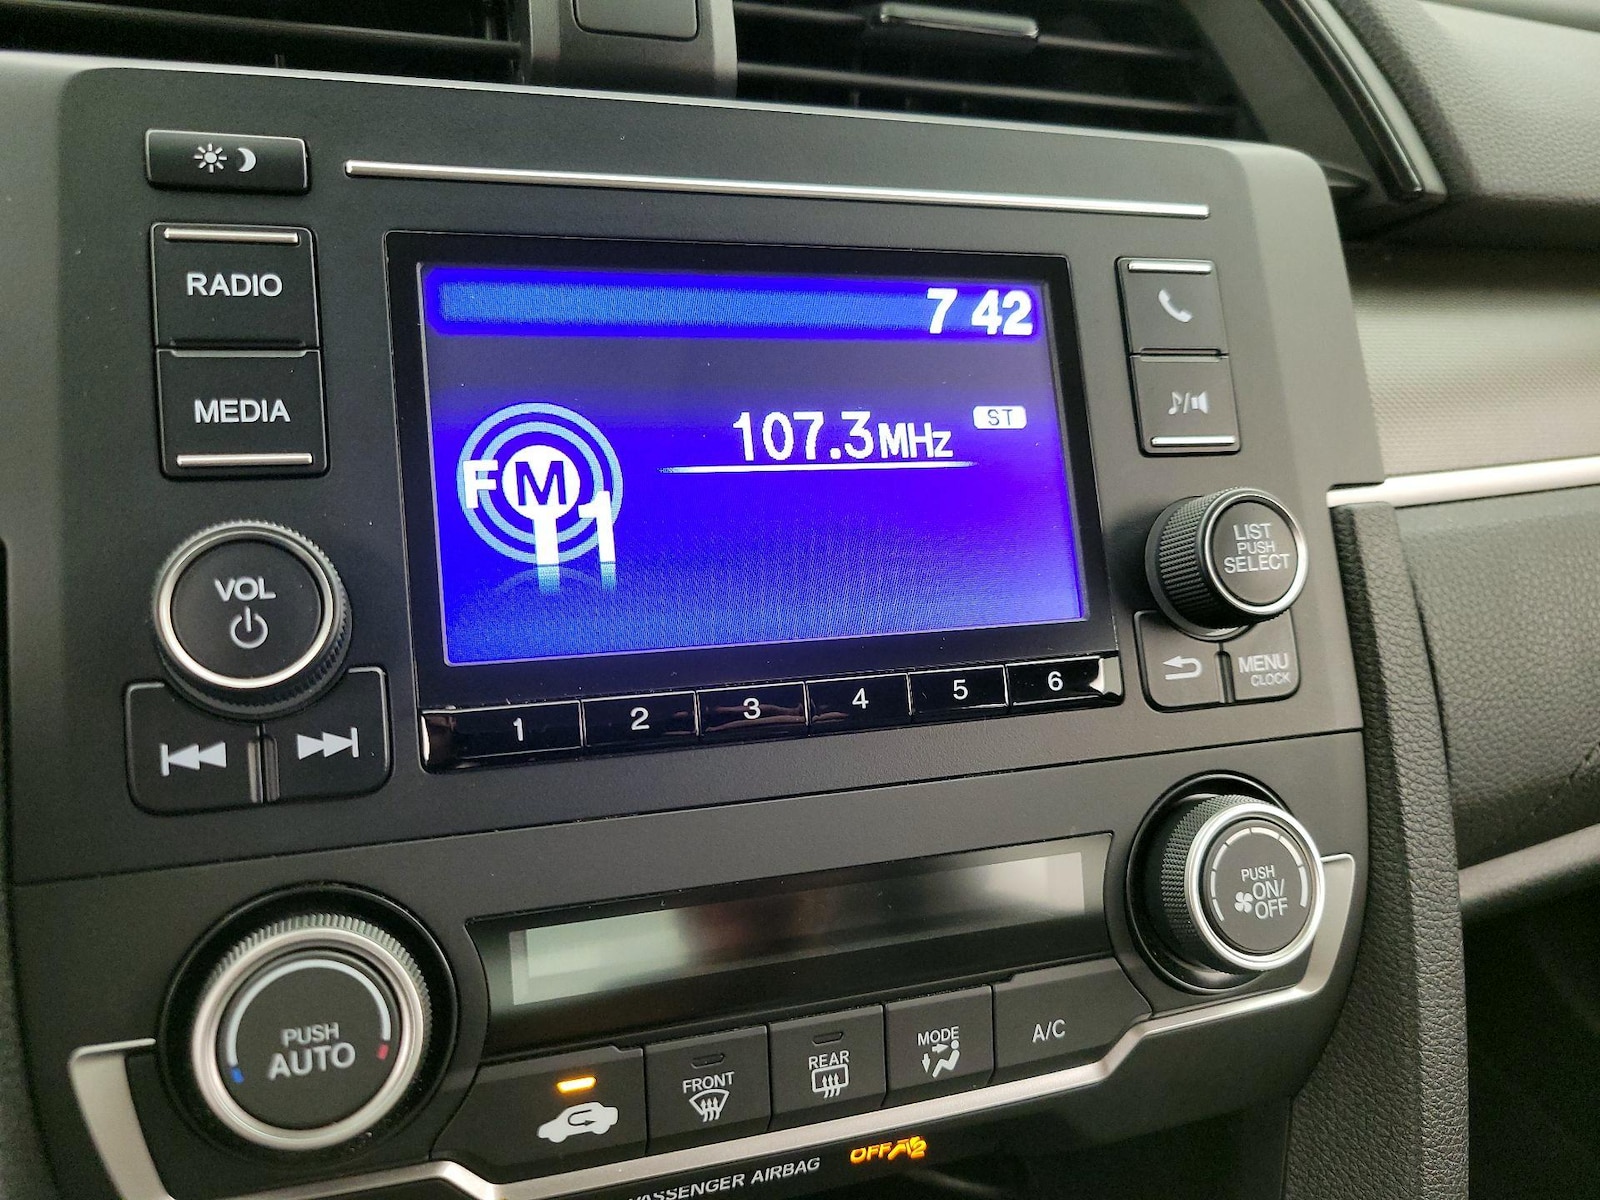 RADIO
MEDIA
VOL
7 42
107.3MHz
ST
FM
1
LIST
PUSH
SELECT
MENU
CLOCK
1 2 3 4 5 6
PUSH
AUTO
PUSH
ON/
OFF
FRONT
REAR
MODE
A/C
PASSENGER AIRBAG
OFF
2